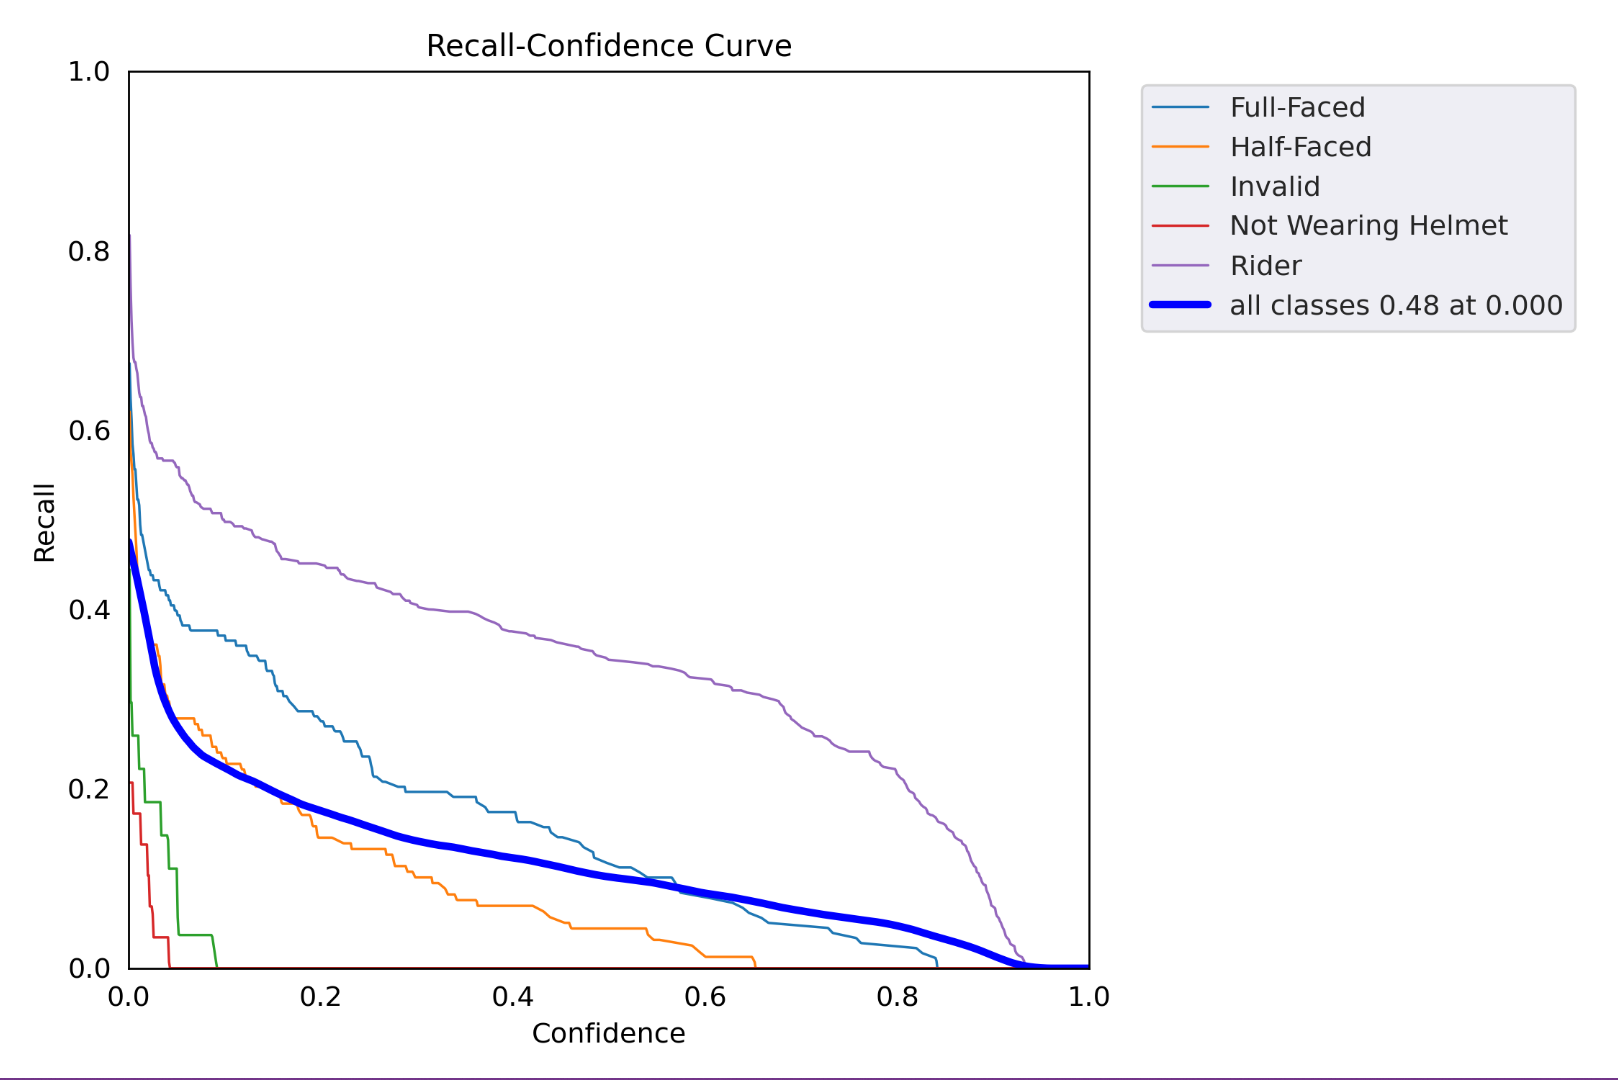 Recall-Confidence Curve
1.0
0.8
0.6
0.4
0.2
0.0
Recall
0.0 0.2 0.4 0.6 0.8 1.0
Confidence
Full-Faced
Half-Faced
Invalid
Not Wearing Helmet
Rider
all classes 0.48 at 0.000